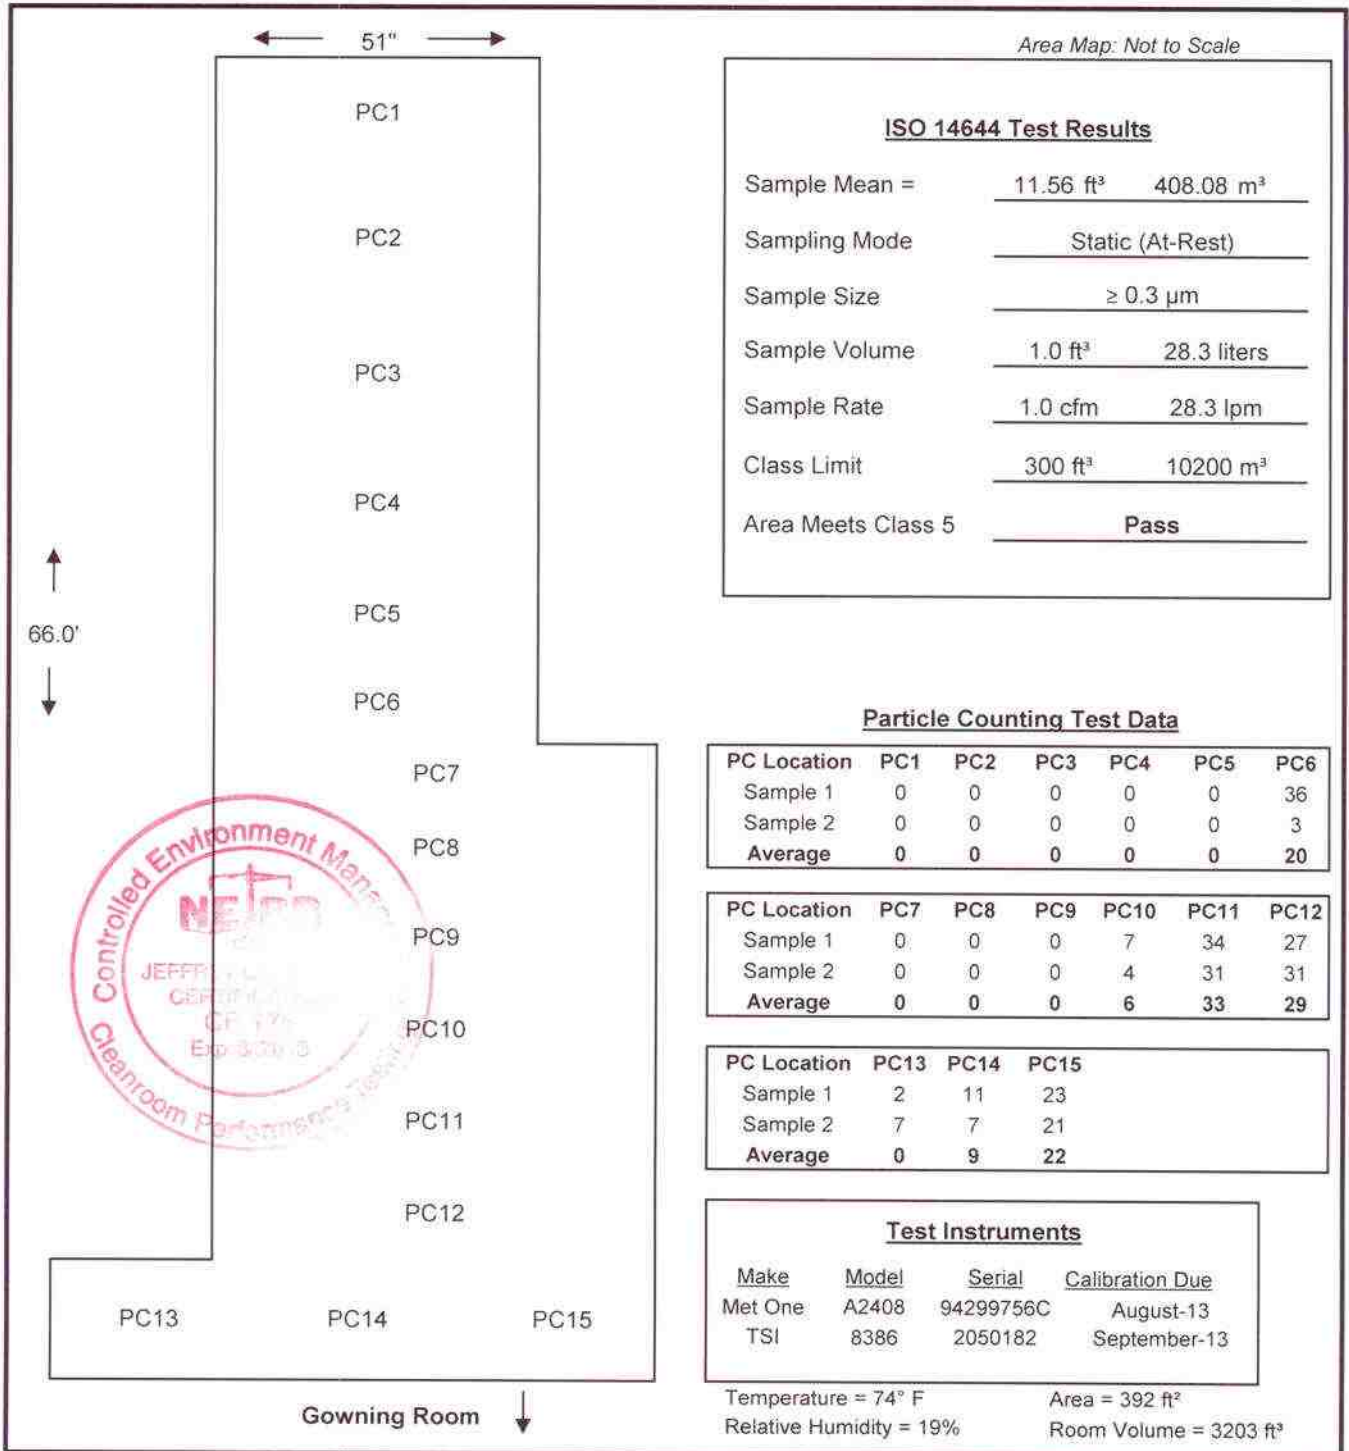 51"
Area Map: Not to Scale
PC1
PC2
PC3
PC4
PC5
PC6
PC7
PC8
PC9
PC10
PC11
PC12
PC13 PC14 PC15
66.0'
Gowning Room
Controlled Environment
Cleanroom Performance
CERTIFICATION
ISO 14644 Test Results
Sample Mean = 11.56 ft³ 408.08 m³
Sampling Mode Static (At-Rest)
Sample Size ≥ 0.3 µm
Sample Volume 1.0 ft³ 28.3 liters
Sample Rate 1.0 cfm 28.3 lpm
Class Limit 300 ft³ 10200 m³
Area Meets Class 5 Pass
Particle Counting Test Data
PC Location PC1 PC2 PC3 PC4 PC5 PC6
Sample 1 0 0 0 0 0 36
Sample 2 0 0 0 0 0 3
Average 0 0 0 0 0 20
PC Location PC7 PC8 PC9 PC10 PC11 PC12
Sample 1 0 0 0 7 34 27
Sample 2 0 0 0 4 31 31
Average 0 0 0 6 33 29
PC Location PC13 PC14 PC15
Sample 1 2 11 23
Sample 2 7 7 21
Average 0 9 22
Test Instruments
Make Model Serial Calibration Due
Met One A2408 94299756C August-13
TSI 8386 2050182 September-13
Temperature = 74° F Area = 392 ft²
Relative Humidity = 19% Room Volume = 3203 ft³